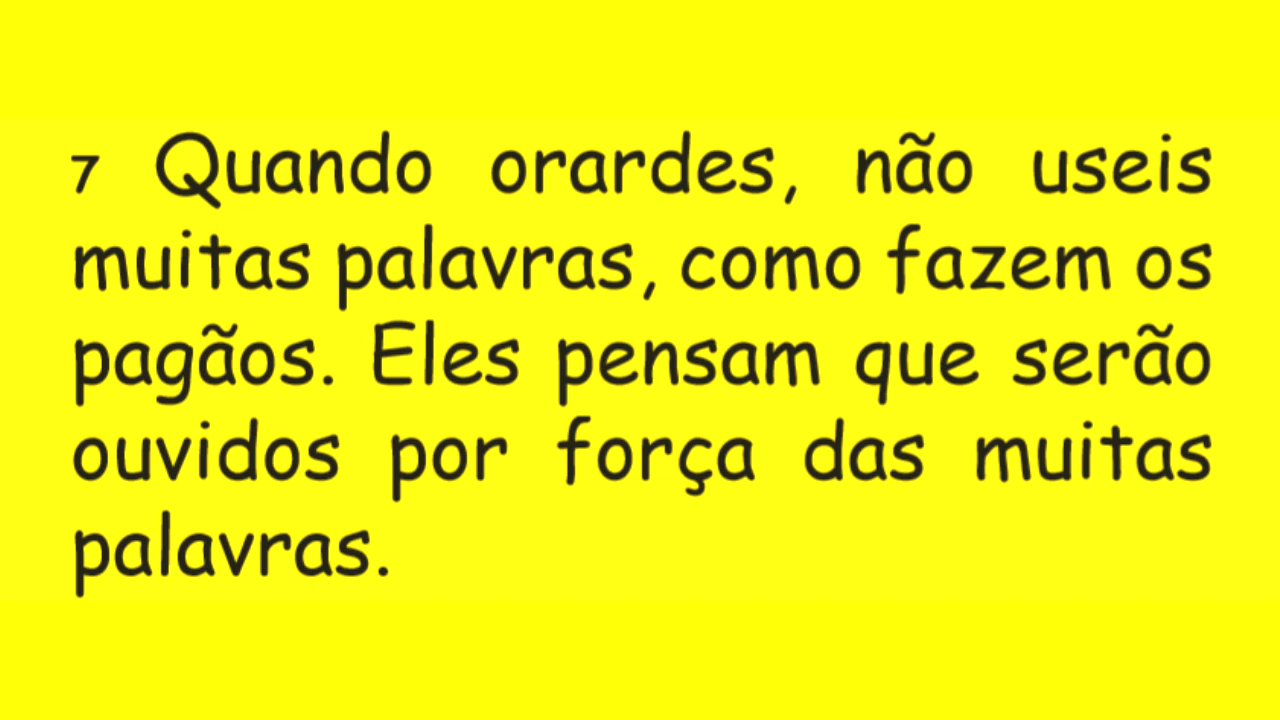 7 Quando orardes, não useis
muitas palavras, como fazem os
pagãos. Eles pensam que serão
ouvidos por força das muitas
palavras.